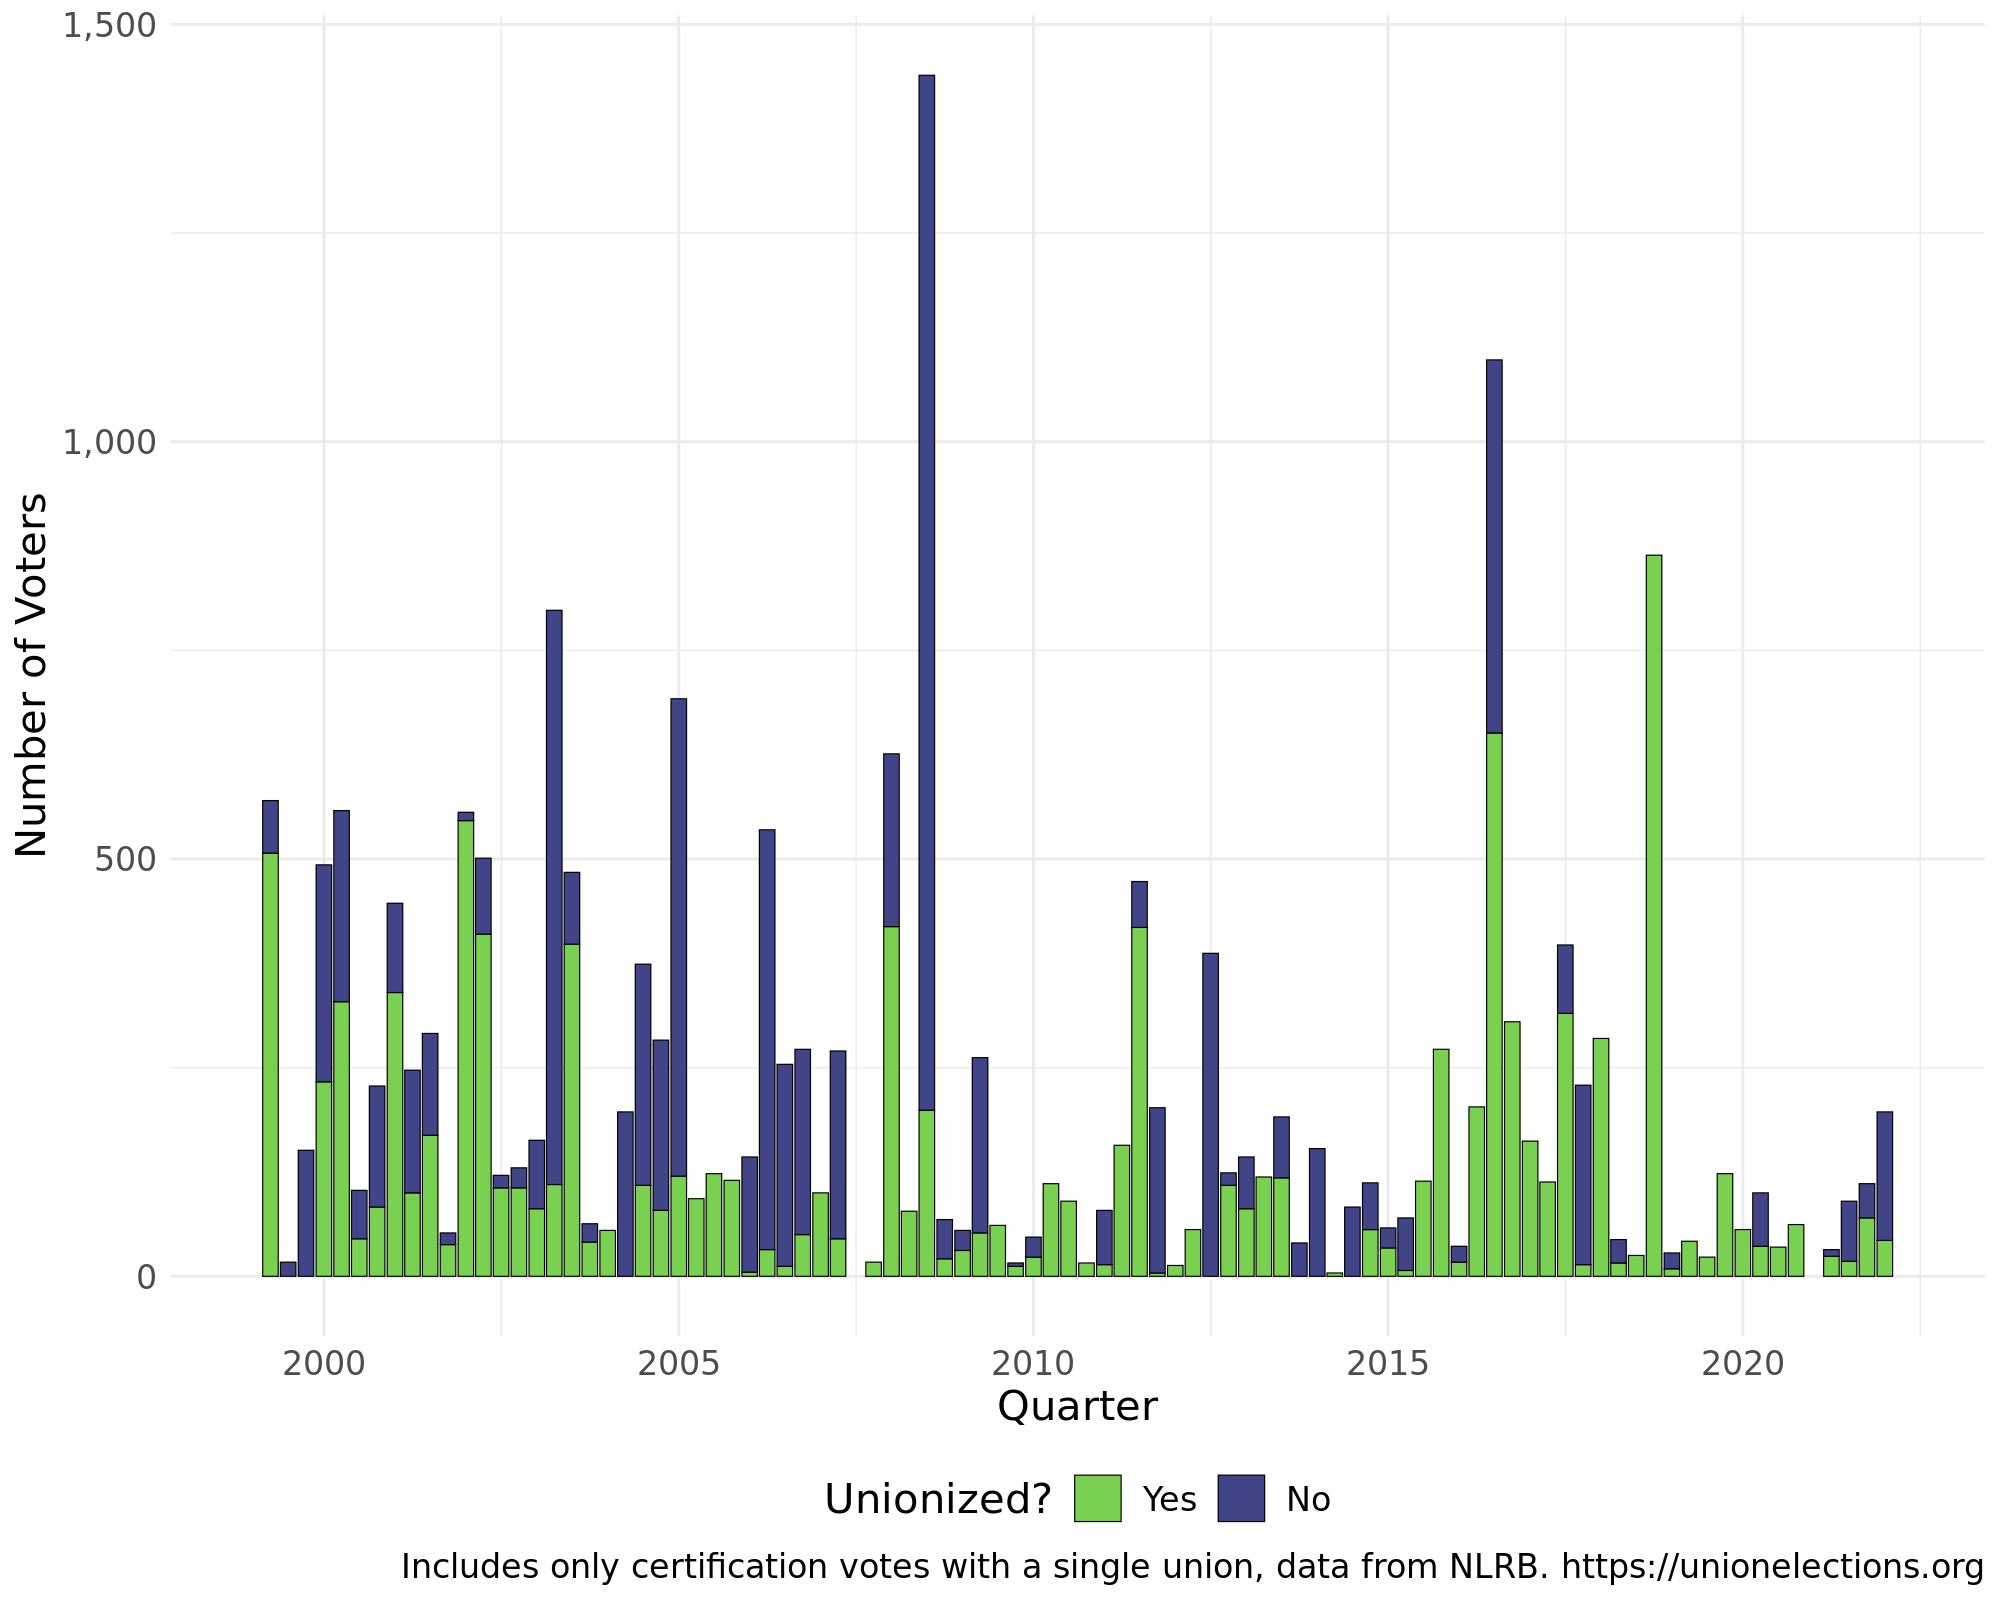 1,500
1,000
500
0
Number of Voters
2000 2005 2010 2015 2020
Quarter
Unionized? Yes No
Includes only certification votes with a single union, data from NLRB. https://unionelections.org